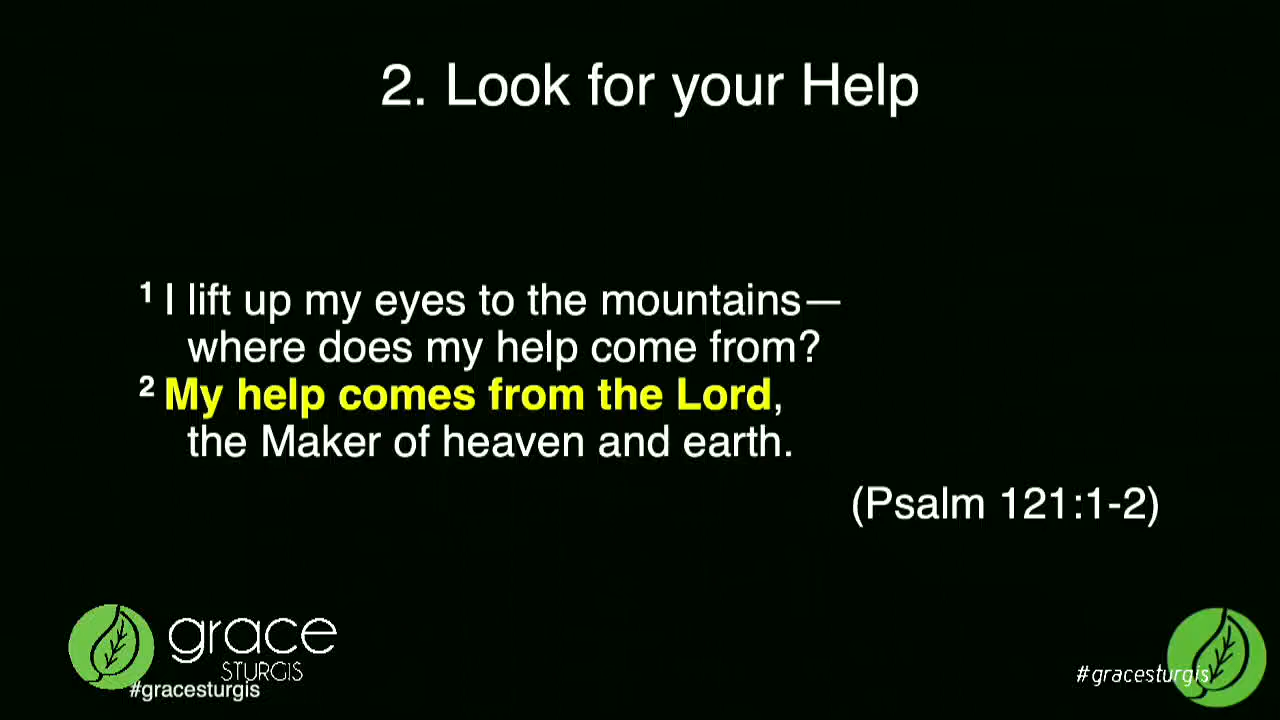 2. Look for your Help
1 I lift up my eyes to the mountains—
where does my help come from?
2 My help comes from the Lord,
the Maker of heaven and earth.
(Psalm 121:1-2)
grace
STURGIS
#gracesturgis
#gracesturgis